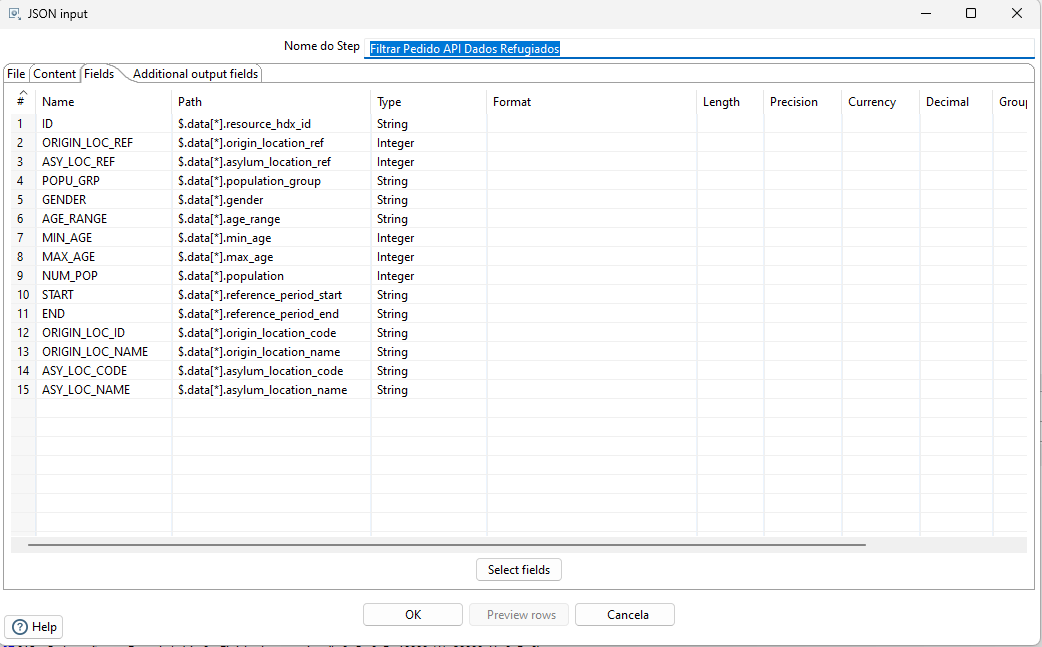 JSON input
Nome do Step Filtrar Pedido API Dados Refugiados
File Content Fields Additional output fields
# Name Path Type Format Length Precision Currency Decimal Group
1 ID $.data[*].resource_hdx_id String
2 ORIGIN_LOC_REF $.data[*].origin_location_ref Integer
3 ASY_LOC_REF $.data[*].asylum_location_ref Integer
4 POPU_GRP $.data[*].population_group String
5 GENDER $.data[*].gender String
6 AGE_RANGE $.data[*].age_range String
7 MIN_AGE $.data[*].min_age Integer
8 MAX_AGE $.data[*].max_age Integer
9 NUM_POP $.data[*].population Integer
10 START $.data[*].reference_period_start String
11 END $.data[*].reference_period_end String
12 ORIGIN_LOC_ID $.data[*].origin_location_code String
13 ORIGIN_LOC_NAME $.data[*].origin_location_name String
14 ASY_LOC_CODE $.data[*].asylum_location_code String
15 ASY_LOC_NAME $.data[*].asylum_location_name String
Select fields
OK Preview rows Cancela
Help